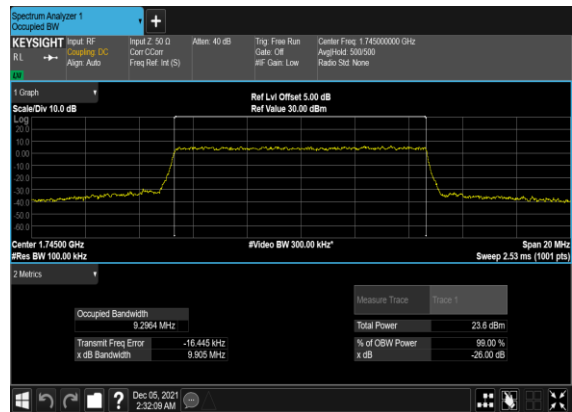 Spectrum Analyzer 1
Occupied BW
KEYSIGHT Input: RF Input Z: 50 Ω Atten: 40 dB Trig: Free Run Center Freq: 1.745000000 GHz
R L Coupling: DC Corr CCorr Gate: Off Avg|Hold: 500/500
Align: Auto Freq Ref: Int (S) #IF Gain: Low Radio Std: None
LW
1 Graph
Ref Lvl Offset 5.00 dB
Scale/Div 10.0 dB Ref Value 30.00 dBm
Log
20.0
10.0
0.00
-10.0
-20.0
-30.0
-40.0
-50.0
-60.0
Center 1.74500 GHz #Video BW 300.00 kHz* Span 20 MHz
#Res BW 100.00 kHz Sweep 2.53 ms (1001 pts)
2 Metrics
Measure Trace Trace 1
Occupied Bandwidth
9.2964 MHz Total Power 23.6 dBm
Transmit Freq Error -16.445 kHz % of OBW Power 99.00 %
x dB Bandwidth 9.905 MHz x dB -26.00 dB
? Dec 05, 2021
2:32:09 AM